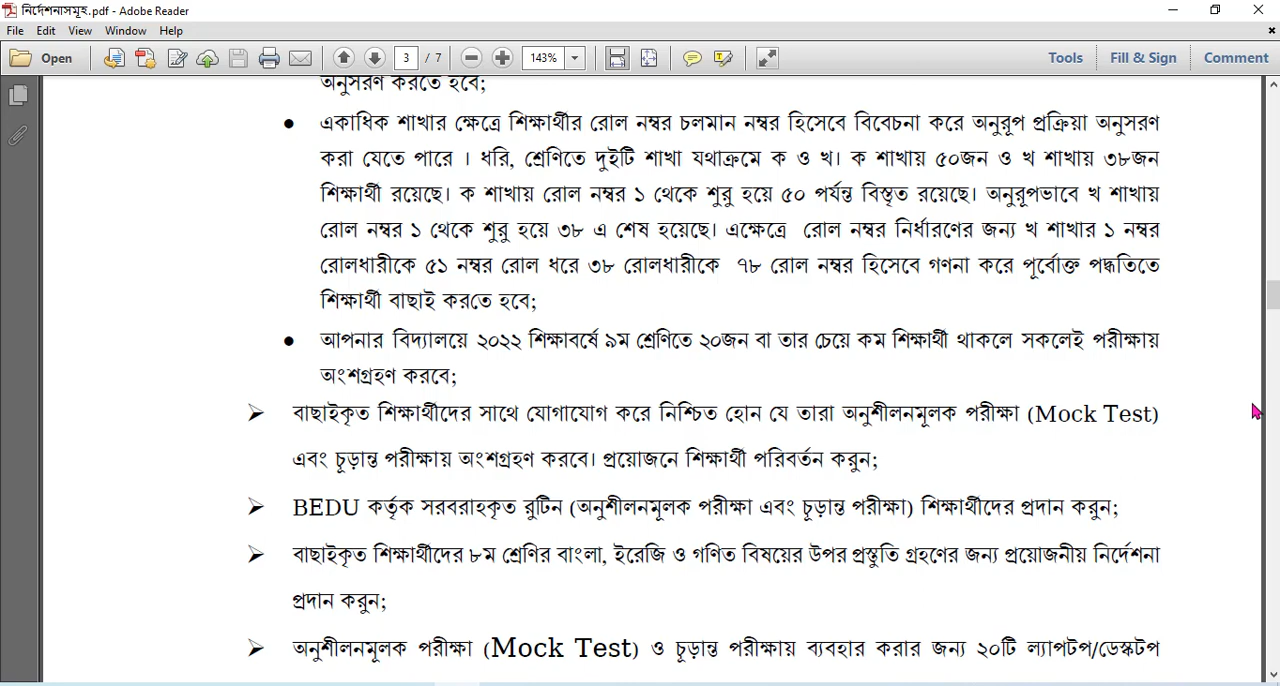 নির্দেশনাসমূহ.pdf - Adobe Reader
File Edit View Window Help
Open 3 / 7 143% Tools Fill & Sign Comment
অনুসরণ করতে হবে;
● একাধিক শাখার ক্ষেত্রে শিক্ষার্থীর রোল নম্বর চলমান নম্বর হিসেবে বিবেচনা করে অনুরূপ প্রক্রিয়া অনুসরণ
করা যেতে পারে । ধরি, শ্রেণিতে দুইটি শাখা যথাক্রমে ক ও খ। ক শাখায় ৫০জন ও খ শাখায় ৩৮জন
শিক্ষার্থী রয়েছে। ক শাখায় রোল নম্বর ১ থেকে শুরু হয়ে ৫০ পর্যন্ত বিস্তৃত রয়েছে। অনুরূপভাবে খ শাখায়
রোল নম্বর ১ থেকে শুরু হয়ে ৩৮ এ শেষ হয়েছে। এক্ষেত্রে রোল নম্বর নির্ধারণের জন্য খ শাখার ১ নম্বর
রোলধারীকে ৫১ নম্বর রোল ধরে ৩৮ রোলধারীকে ৭৮ রোল নম্বর হিসেবে গণনা করে পূর্বোক্ত পদ্ধতিতে
শিক্ষার্থী বাছাই করতে হবে;
● আপনার বিদ্যালয়ে ২০২২ শিক্ষাবর্ষে ৯ম শ্রেণিতে ২০জন বা তার চেয়ে কম শিক্ষার্থী থাকলে সকলেই পরীক্ষায়
অংশগ্রহণ করবে;
➢ বাছাইকৃত শিক্ষার্থীদের সাথে যোগাযোগ করে নিশ্চিত হোন যে তারা অনুশীলনমূলক পরীক্ষা (Mock Test)
এবং চূড়ান্ত পরীক্ষায় অংশগ্রহণ করবে। প্রয়োজনে শিক্ষার্থী পরিবর্তন করুন;
➢ BEDU কর্তৃক সরবরাহকৃত রুটিন (অনুশীলনমূলক পরীক্ষা এবং চূড়ান্ত পরীক্ষা) শিক্ষার্থীদের প্রদান করুন;
➢ বাছাইকৃত শিক্ষার্থীদের ৮ম শ্রেণির বাংলা, ইরেজি ও গণিত বিষয়ের উপর প্রস্তুতি গ্রহণের জন্য প্রয়োজনীয় নির্দেশনা
প্রদান করুন;
➢ অনুশীলনমূলক পরীক্ষা (Mock Test) ও চূড়ান্ত পরীক্ষায় ব্যবহার করার জন্য ২০টি ল্যাপটপ/ডেস্কটপ